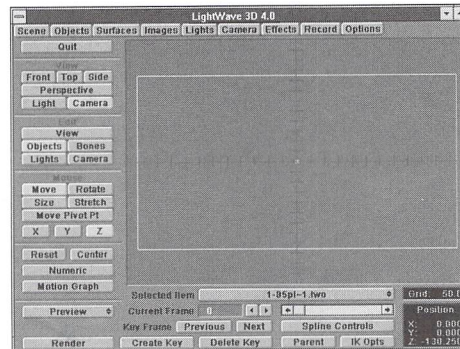 LightWave 3D 4.0
Scene Objects Surfaces Images Lights Camera Effects Record Options
Quit
View
Front Top Side
Perspective
Light Camera
Edit
View
Objects Bones
Lights Camera
Mouse
Move Rotate
Size Stretch
Move Pivot Pt
X Y Z
Reset Center
Numeric
Motion Graph
Preview
Render
Selected Item 1-95pl~1.lwo
Current Frame 0
Key Frame Previous Next Spline Controls
Create Key Delete Key Parent IK Opts
Grid: 50.0
Position
X: 0.000
Y: 0.000
Z: -130.250